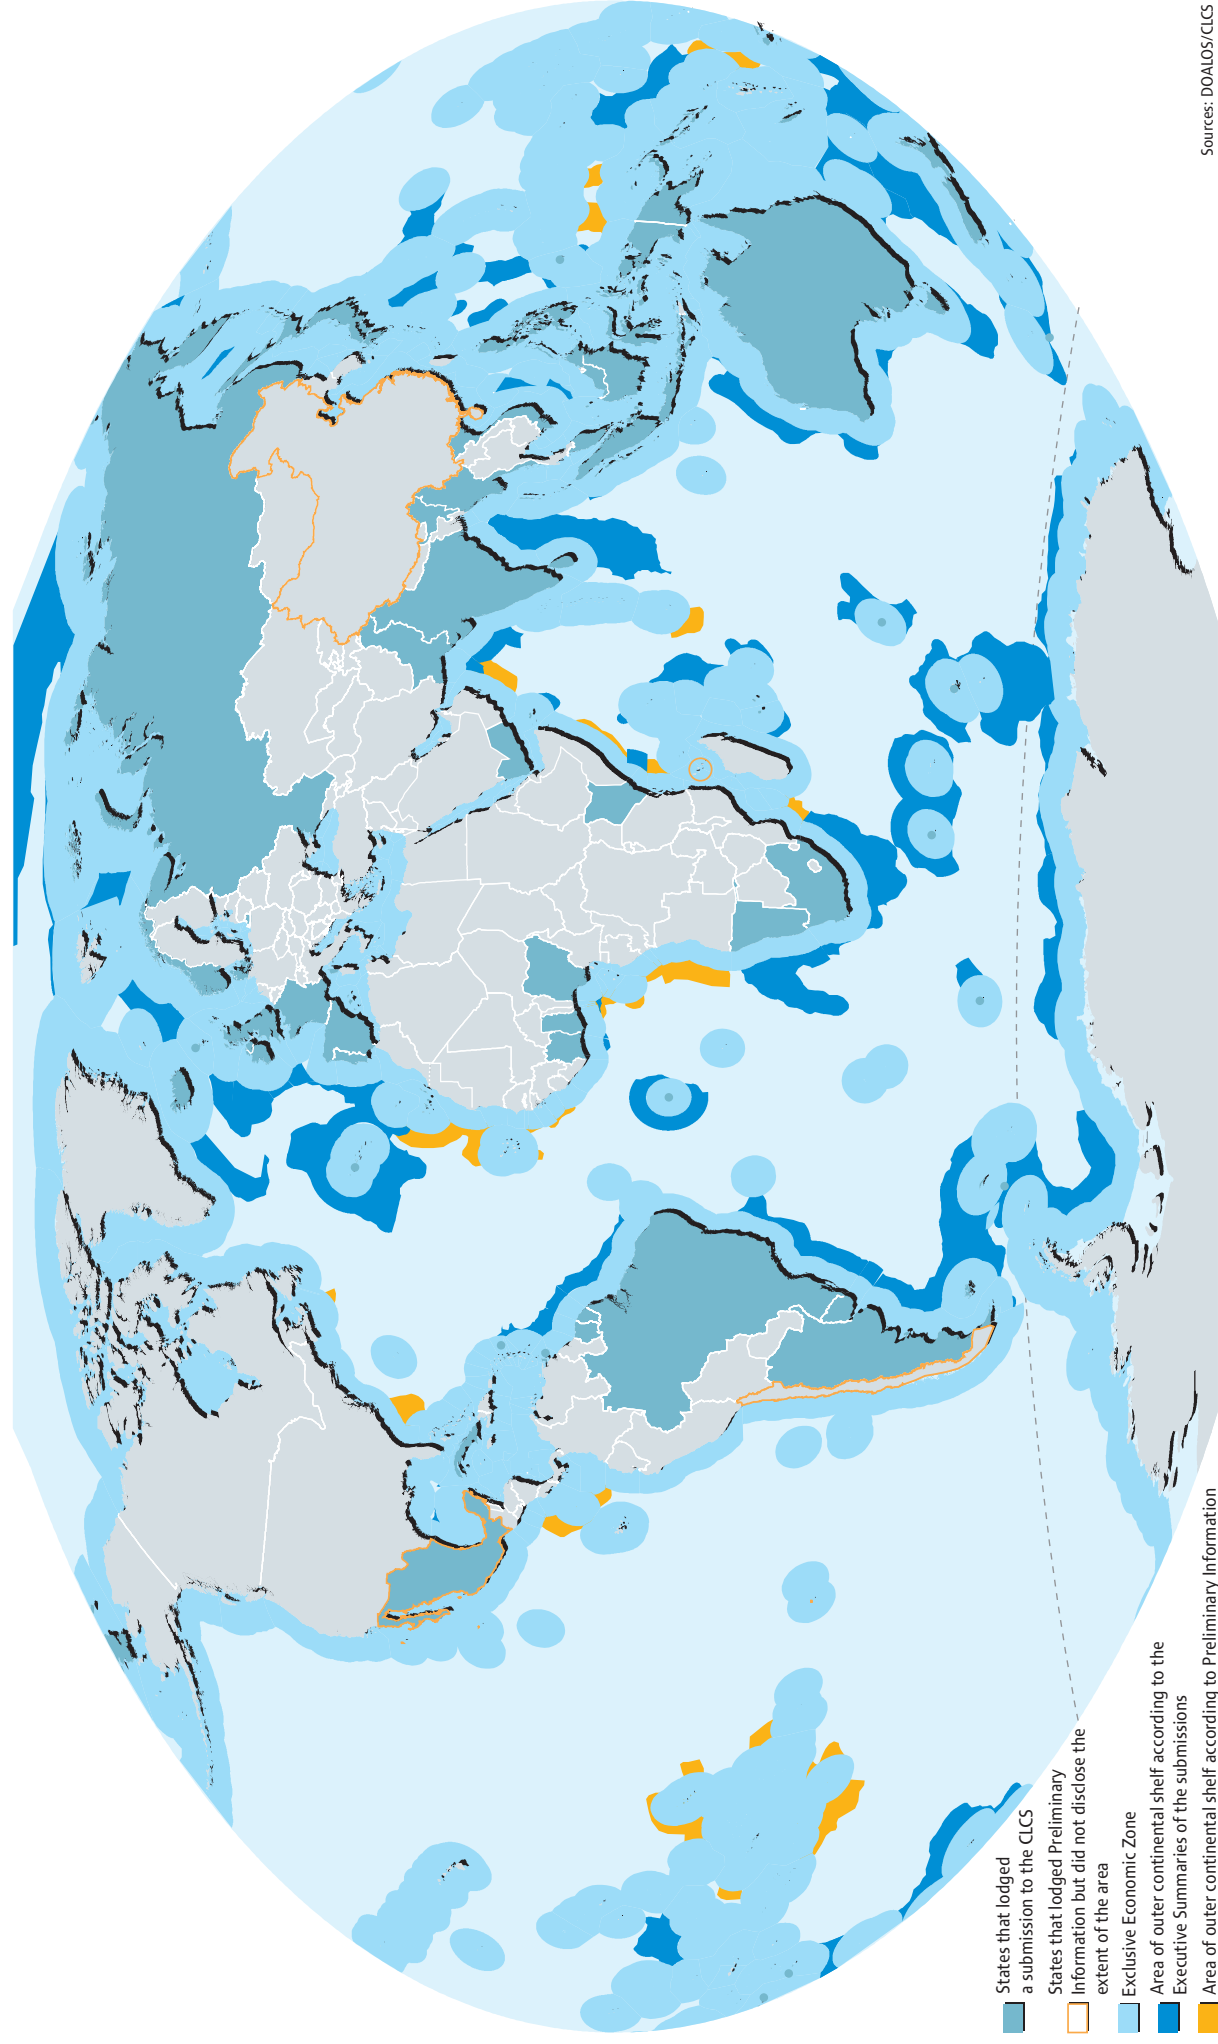 States that lodged
a submission to the CLCS
States that lodged Preliminary
Information but did not disclose the
extent of the area
Exclusive Economic Zone
Area of outer continental shelf according to the
Executive Summaries of the submissions
Area of outer continental shelf according to Preliminary Information
Sources: DOALOS/CLCS